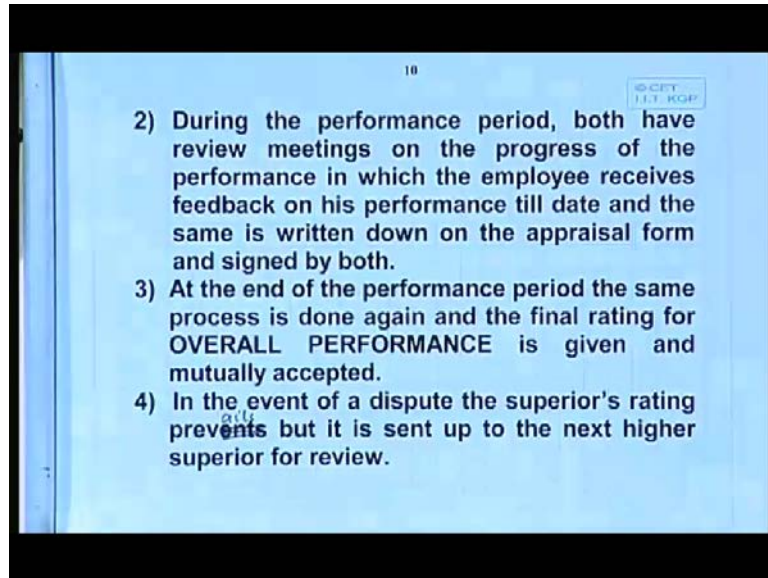 10
© CET
I.I.T. KGP
2) During the performance period, both have
review meetings on the progress of the
performance in which the employee receives
feedback on his performance till date and the
same is written down on the appraisal form
and signed by both.
3) At the end of the performance period the same
process is done again and the final rating for
OVERALL PERFORMANCE is given and
mutually accepted.
4) In the event of a dispute the superior's rating
ails
prevents but it is sent up to the next higher
superior for review.